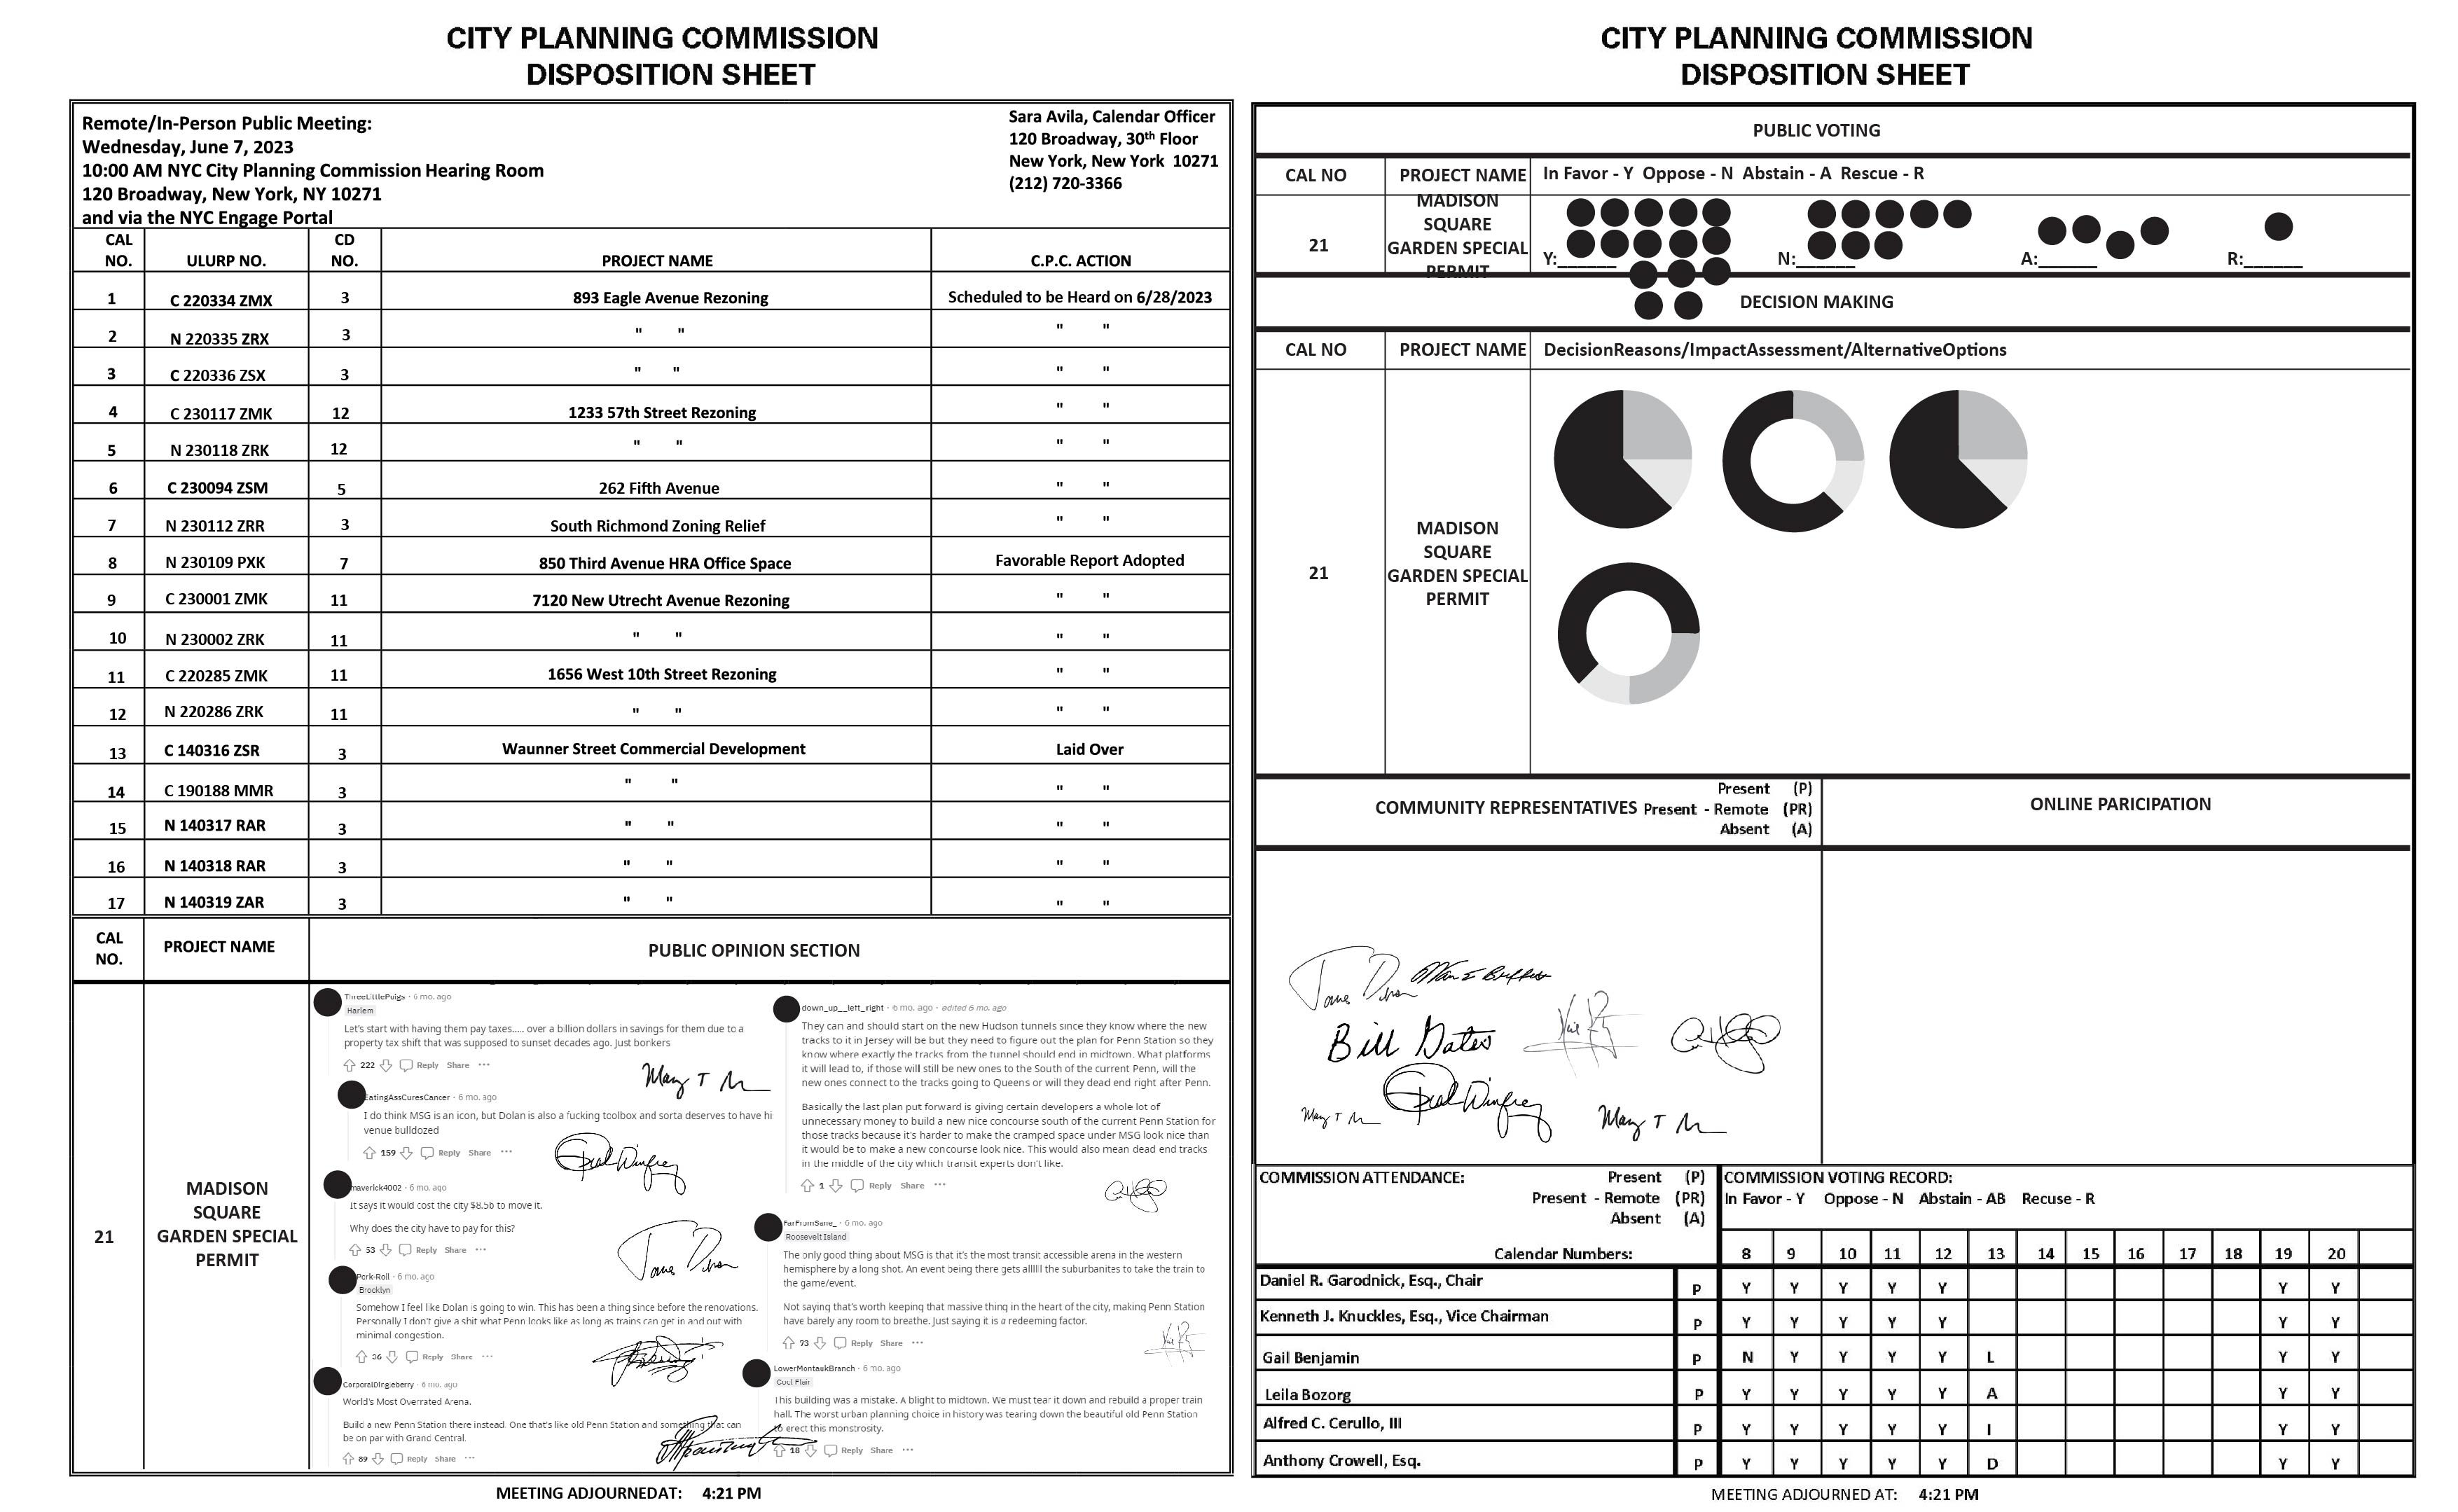 CITY PLANNING COMMISSION
DISPOSITION SHEET
Remote/In-Person Public Meeting:
Wednesday, June 7, 2023
10:00 AM NYC City Planning Commission Hearing Room
120 Broadway, New York, NY 10271
and via the NYC Engage Portal
Sara Avila, Calendar Officer
120 Broadway, 30th Floor
New York, New York 10271
(212) 720-3366
CAL NO. ULURP NO. CD NO. PROJECT NAME C.P.C. ACTION
1 C 220334 ZMX 3 893 Eagle Avenue Rezoning Scheduled to be Heard on 6/28/2023
2 N 220335 ZRX 3 " " " "
3 C 220336 ZSX 3 " " " "
4 C 230117 ZMK 12 1233 57th Street Rezoning " "
5 N 230118 ZRK 12 " " " "
6 C 230094 ZSM 5 262 Fifth Avenue " "
7 N 230112 ZRR 3 South Richmond Zoning Relief " "
8 N 230109 PXK 7 850 Third Avenue HRA Office Space Favorable Report Adopted
9 C 230001 ZMK 11 7120 New Utrecht Avenue Rezoning " "
10 N 230002 ZRK 11 " " " "
11 C 220285 ZMK 11 1656 West 10th Street Rezoning " "
12 N 220286 ZRK 11 " " " "
13 C 140316 ZSR 3 Waunner Street Commercial Development Laid Over
14 C 190188 MMR 3 " " " "
15 N 140317 RAR 3 " " " "
16 N 140318 RAR 3 " " " "
17 N 140319 ZAR 3 " " " "
CAL NO. PROJECT NAME PUBLIC OPINION SECTION
21
MADISON
SQUARE
GARDEN SPECIAL
PERMIT
ThreeLittlePuigs · 6 mo. ago
Harlem
Let's start with having them pay taxes..... over a billion dollars in savings for them due to a
property tax shift that was supposed to sunset decades ago. Just bonkers
222 Reply Share ···
EatingAssCuresCancer · 6 mo. ago
I do think MSG is an icon, but Dolan is also a fucking toolbox and sorta deserves to have hi
venue bulldozed
159 Reply Share ···
maverick4002 · 6 mo. ago
It says it would cost the city $8.5b to move it.
Why does the city have to pay for this?
53 Reply Share ···
Pork-Roll · 6 mo. ago
Brooklyn
Somehow I feel like Dolan is going to win. This has been a thing since before the renovations.
Personally I don't give a shit what Penn looks like as long as trains can get in and out with
minimal congestion.
36 Reply Share ···
CorporalDingleberry · 6 mo. ago
World's Most Overrated Arena.
Build a new Penn Station there instead. One that's like old Penn Station and something that can
be on par with Grand Central.
89 Reply Share ···
down_up__left_right · 6 mo. ago · edited 6 mo. ago
They can and should start on the new Hudson tunnels since they know where the new
tracks to it in Jersey will be but they need to figure out the plan for Penn Station so they
know where exactly the tracks from the tunnel should end in midtown. What platforms
it will lead to, if those will still be new ones to the South of the current Penn, will the
new ones connect to the tracks going to Queens or will they dead end right after Penn.
Basically the last plan put forward is giving certain developers a whole lot of
unnecessary money to build a new nice concourse south of the current Penn Station for
those tracks because it's harder to make the cramped space under MSG look nice than
it would be to make a new concourse look nice. This would also mean dead end tracks
in the middle of the city which transit experts don't like.
1 Reply Share ···
FarFromSane_ · 6 mo. ago
Roosevelt Island
The only good thing about MSG is that it's the most transit accessible arena in the western
hemisphere by a long shot. An event being there gets allllll the suburbanites to take the train to
the game/event.
Not saying that's worth keeping that massive thing in the heart of the city, making Penn Station
have barely any room to breathe. Just saying it is a redeeming factor.
73 Reply Share ···
LowerMontaukBranch · 6 mo. ago
Cool Flair
This building was a mistake. A blight to midtown. We must tear it down and rebuild a proper train
hall. The worst urban planning choice in history was tearing down the beautiful old Penn Station
to erect this monstrosity.
18 Reply Share ···
MEETING ADJOURNED AT: 4:21 PM
CITY PLANNING COMMISSION
DISPOSITION SHEET
PUBLIC VOTING
CAL NO PROJECT NAME In Favor - Y Oppose - N Abstain - A Rescue - R
21
MADISON
SQUARE
GARDEN SPECIAL
PERMIT
Y:______ N:______ A:______ R:______
DECISION MAKING
CAL NO PROJECT NAME DecisionReasons/ImpactAssessment/AlternativeOptions
21
MADISON
SQUARE
GARDEN SPECIAL
PERMIT
COMMUNITY REPRESENTATIVES
Present (P)
Present - Remote (PR)
Absent (A)
ONLINE PARICIPATION
Bill Gates
COMMISSION ATTENDANCE:
Present (P)
Present - Remote (PR)
Absent (A)
COMMISSION VOTING RECORD:
In Favor - Y Oppose - N Abstain - AB Recuse - R
Calendar Numbers: 8 9 10 11 12 13 14 15 16 17 18 19 20
Daniel R. Garodnick, Esq., Chair P Y Y Y Y Y Y Y
Kenneth J. Knuckles, Esq., Vice Chairman P Y Y Y Y Y Y Y
Gail Benjamin P N Y Y Y Y L Y Y
Leila Bozorg P Y Y Y Y Y A Y Y
Alfred C. Cerullo, III P Y Y Y Y Y I Y Y
Anthony Crowell, Esq. P Y Y Y Y Y D Y Y
MEETING ADJOURNED AT: 4:21 PM